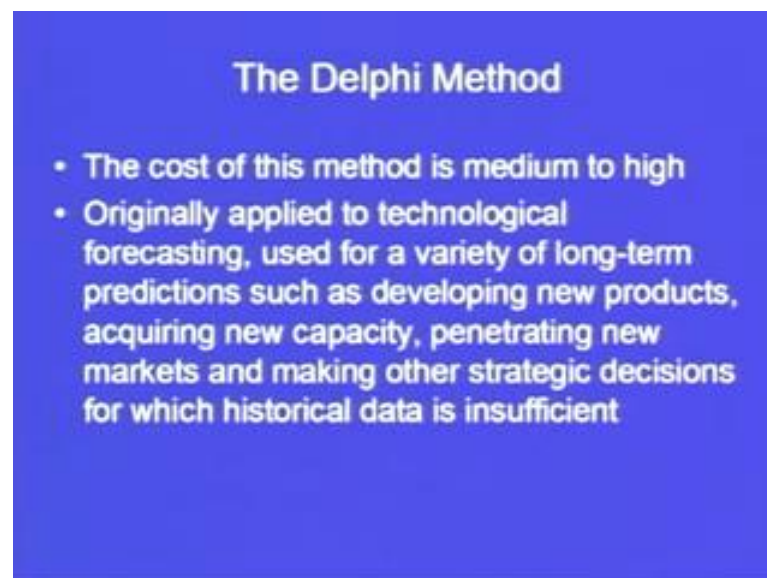 The Delphi Method
• The cost of this method is medium to high
• Originally applied to technological
forecasting, used for a variety of long-term
predictions such as developing new products,
acquiring new capacity, penetrating new
markets and making other strategic decisions
for which historical data is insufficient